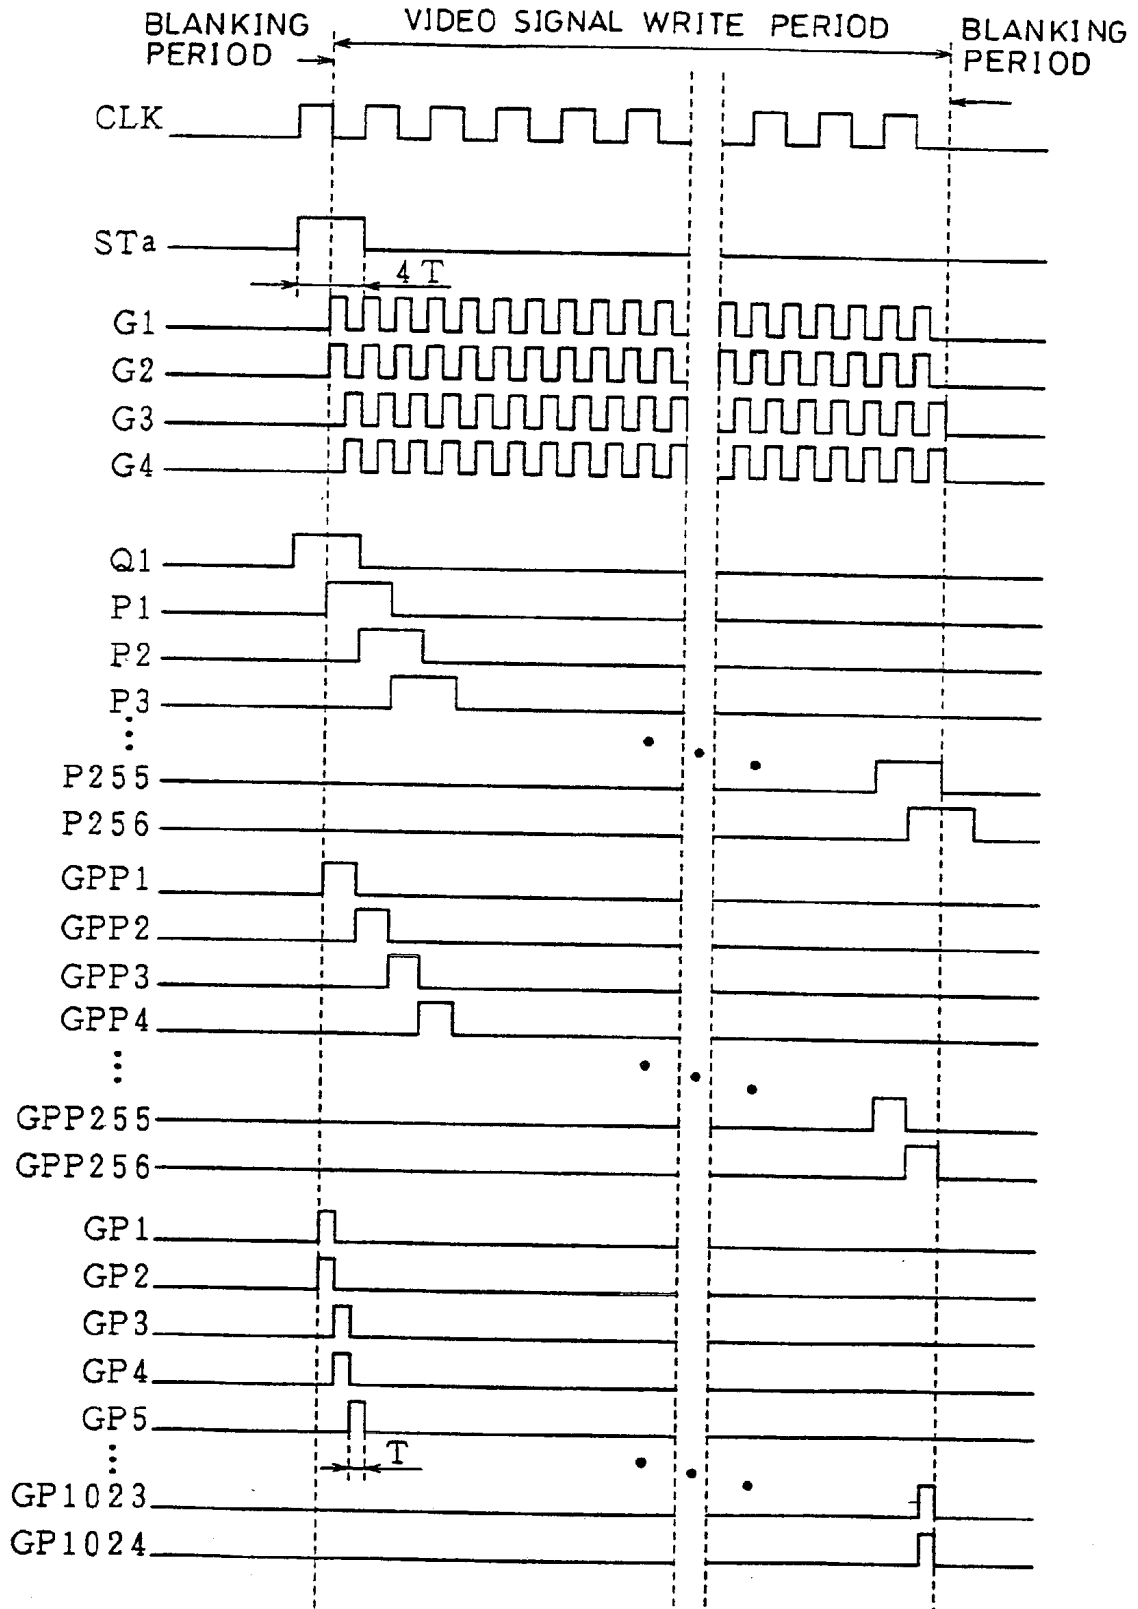 BLANKING
PERIOD
VIDEO SIGNAL WRITE PERIOD
BLANKING
PERIOD
CLK
STa
4T
G1
G2
G3
G4
Q1
P1
P2
P3
P255
P256
GPP1
GPP2
GPP3
GPP4
GPP255
GPP256
GP1
GP2
GP3
GP4
GP5
T
GP1023
GP1024